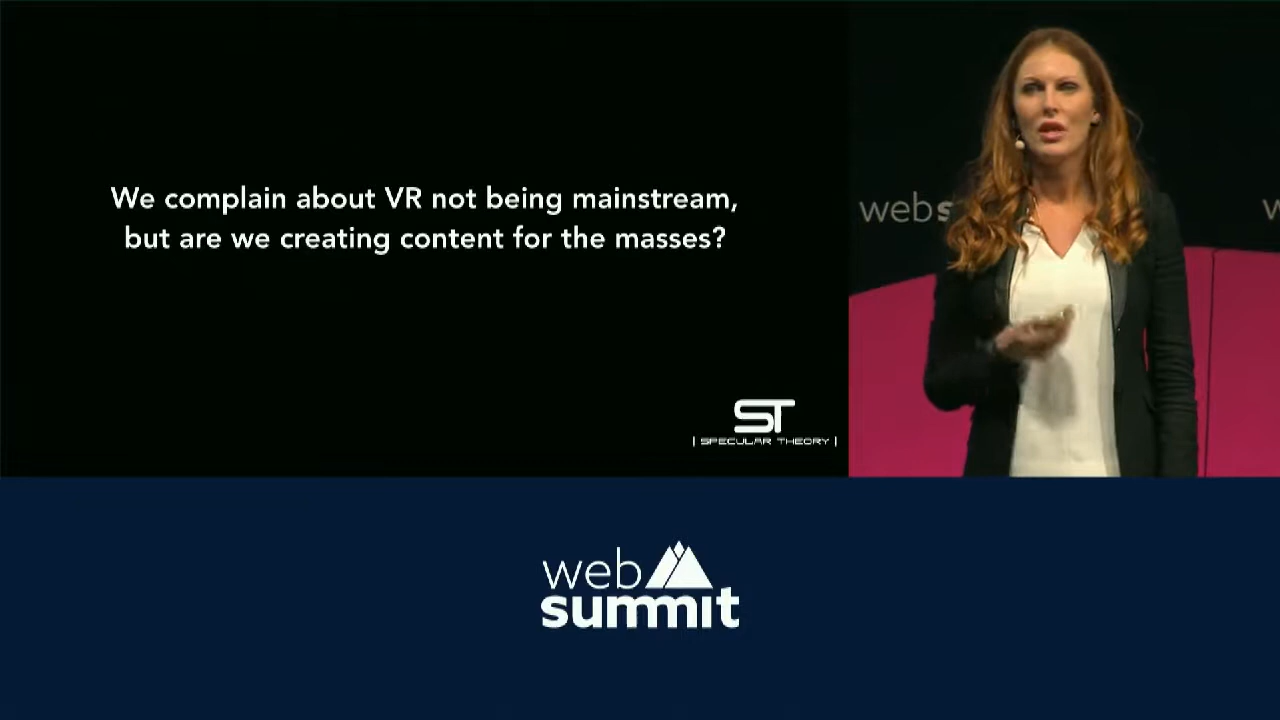 We complain about VR not being mainstream,
but are we creating content for the masses?
ST
| SPECULAR THEORY |
web s
w
web
summit